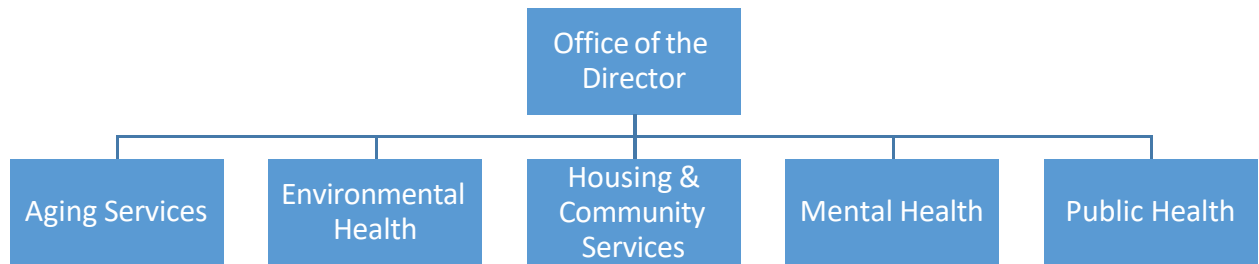 Office of the
Director
Aging Services
Environmental
Health
Housing &
Community
Services
Mental Health
Public Health